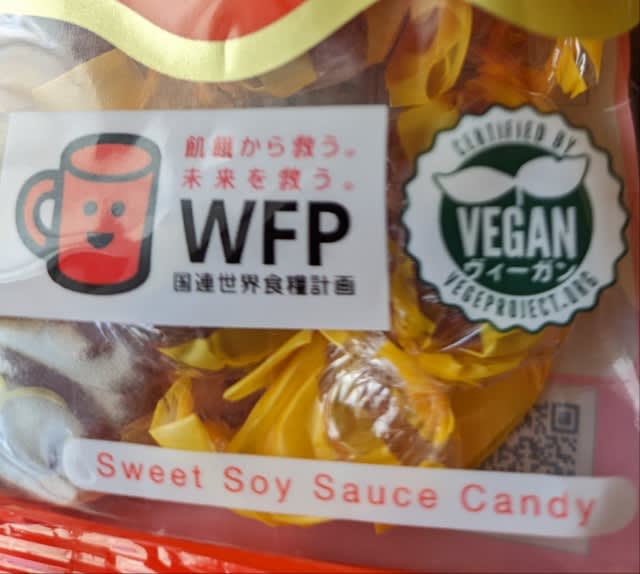 飢餓から救う。
未来を救う。
WFP
国連世界食糧計画
CERTIFIED BY
VEGAN
ヴィーガン
VEGEPROJECT.ORG
Sweet Soy Sauce Candy